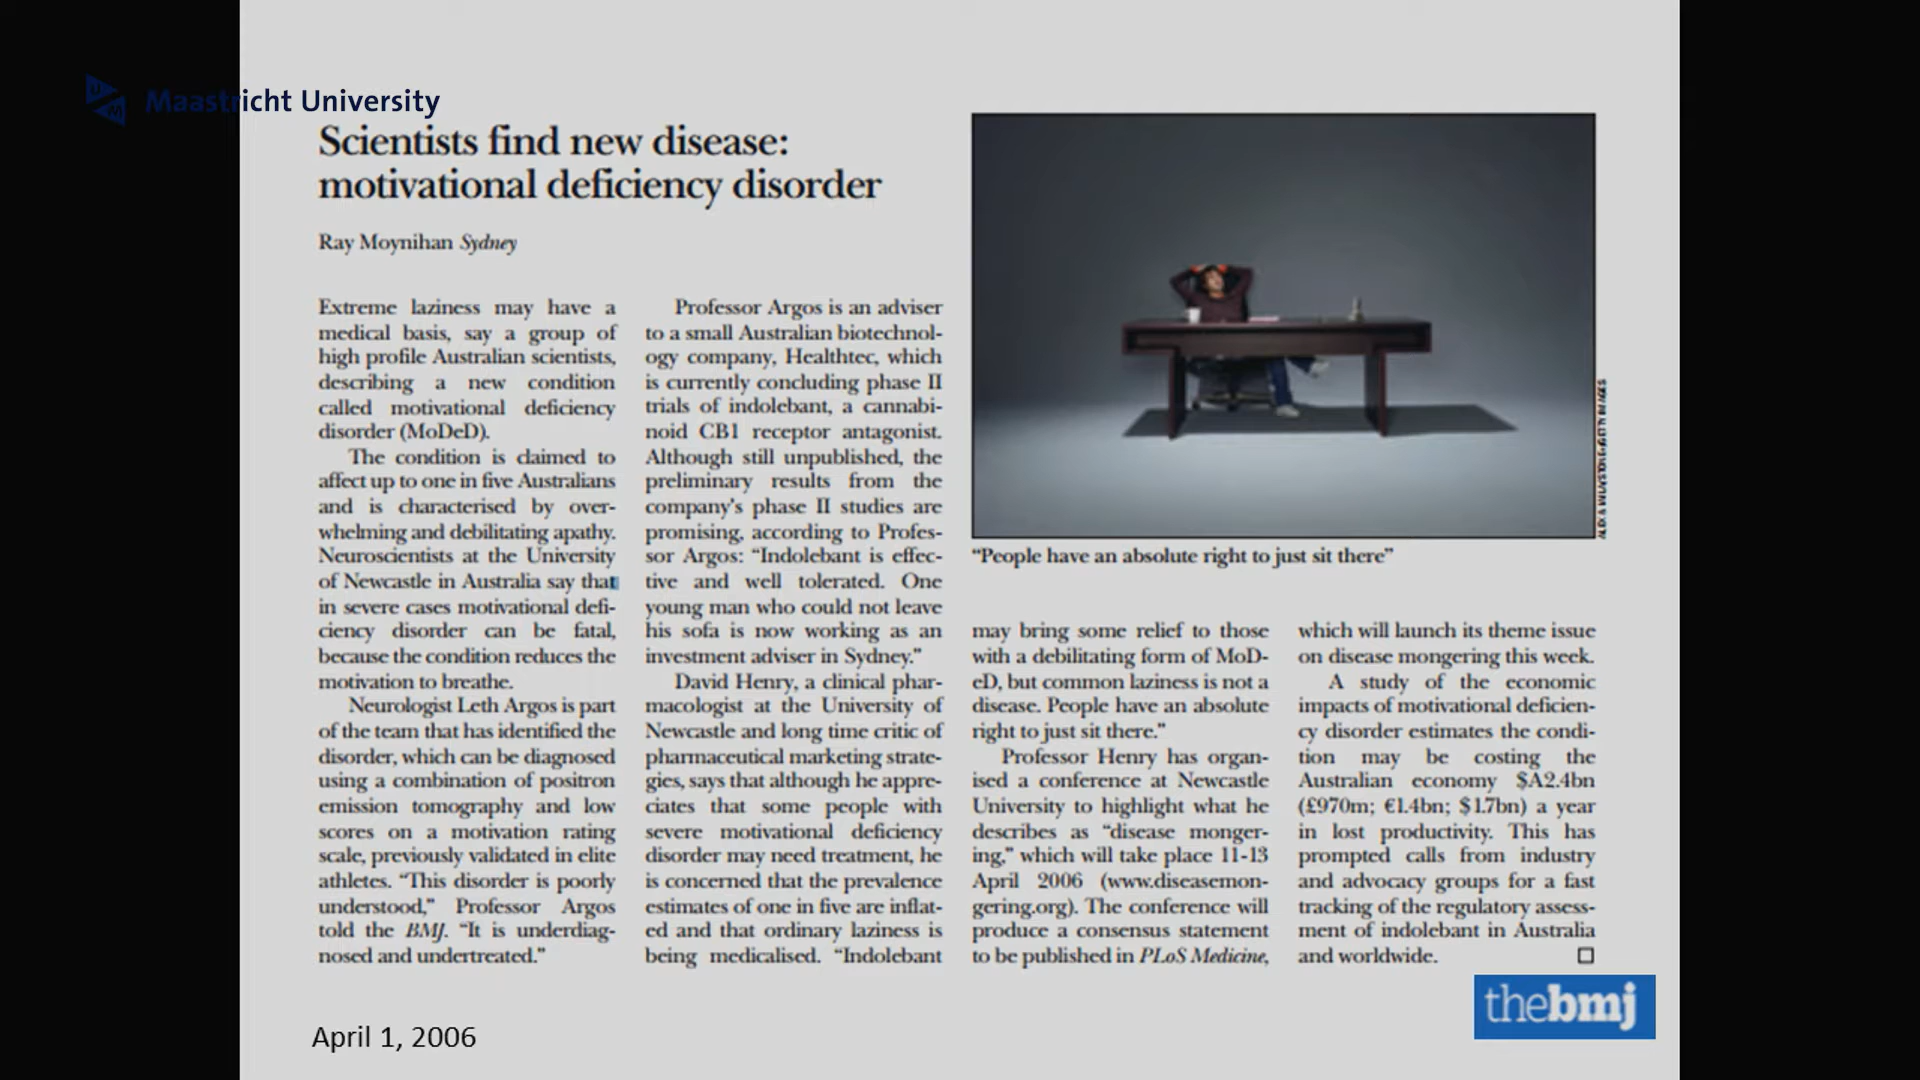 Maastricht University
Scientists find new disease:
motivational deficiency disorder
Ray Moynihan Sydney
Extreme laziness may have a
medical basis, say a group of
high profile Australian scientists,
describing a new condition
called motivational deficiency
disorder (MoDeD).
The condition is claimed to
affect up to one in five Australians
and is characterised by over-
whelming and debilitating apathy.
Neuroscientists at the University
of Newcastle in Australia say that
in severe cases motivational defi-
ciency disorder can be fatal,
because the condition reduces the
motivation to breathe.
Neurologist Leth Argos is part
of the team that has identified the
disorder, which can be diagnosed
using a combination of positron
emission tomography and low
scores on a motivation rating
scale, previously validated in elite
athletes. “This disorder is poorly
understood,” Professor Argos
told the BMJ. “It is underdiag-
nosed and undertreated.”
Professor Argos is an adviser
to a small Australian biotechnol-
ogy company, Healthtec, which
is currently concluding phase II
trials of indolebant, a cannabi-
noid CB1 receptor antagonist.
Although still unpublished, the
preliminary results from the
company’s phase II studies are
promising, according to Profes-
sor Argos: “Indolebant is effec-
tive and well tolerated. One
young man who could not leave
his sofa is now working as an
investment adviser in Sydney.”
David Henry, a clinical phar-
macologist at the University of
Newcastle and long time critic of
pharmaceutical marketing strate-
gies, says that although he appre-
ciates that some people with
severe motivational deficiency
disorder may need treatment, he
is concerned that the prevalence
estimates of one in five are inflat-
ed and that ordinary laziness is
being medicalised. “Indolebant
“People have an absolute right to just sit there”
may bring some relief to those
with a debilitating form of MoD-
eD, but common laziness is not a
disease. People have an absolute
right to just sit there.”
Professor Henry has organ-
ised a conference at Newcastle
University to highlight what he
describes as “disease monger-
ing,” which will take place 11-13
April 2006 (www.diseasemon-
gering.org). The conference will
produce a consensus statement
to be published in PLoS Medicine,
which will launch its theme issue
on disease mongering this week.
A study of the economic
impacts of motivational deficien-
cy disorder estimates the condi-
tion may be costing the
Australian economy $A2.4bn
(£970m; €1.4bn; $1.7bn) a year
in lost productivity. This has
prompted calls from industry
and advocacy groups for a fast
tracking of the regulatory assess-
ment of indolebant in Australia
and worldwide.
thebmj
April 1, 2006